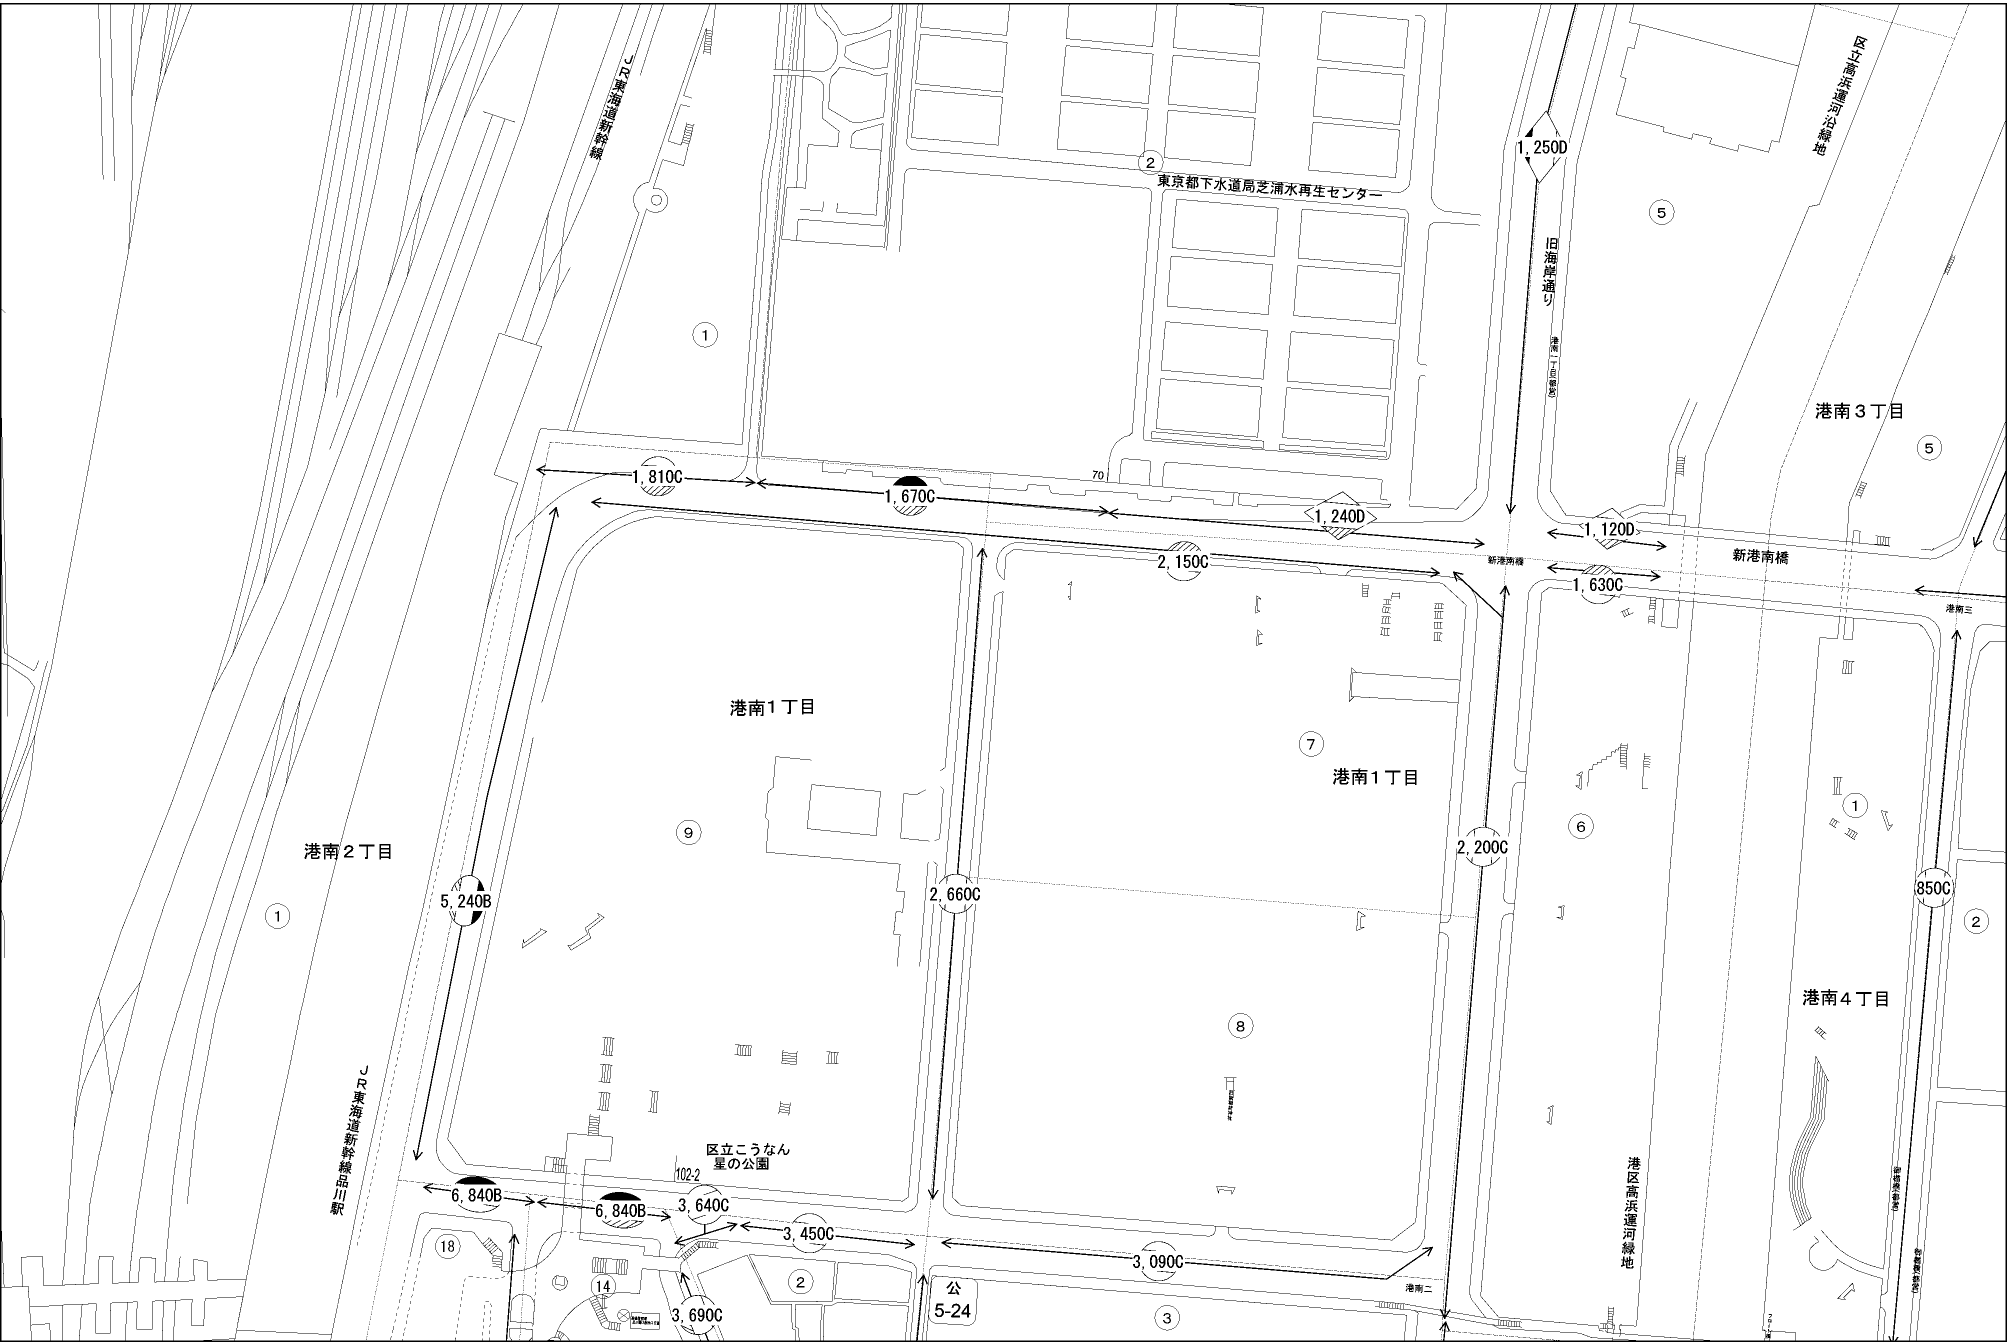 JR東海道新幹線
区立高浜運河沿緑地
1,250D
②
東京都下水道局芝浦水再生センター
⑤
旧海岸通り
①
港南3丁目
⑤
1,810C
1,670C
70
1,240D
1,120D
新港南橋
2,150C
新港南橋
1,630C
港南三
港南1丁目
⑦
港南1丁目
⑨
①
⑥
2,200C
港南2丁目
5,240B
2,660C
850C
①
②
港南4丁目
⑧
JR東海道新幹線品川駅
区立こうなん
星の公園
102-2
港区高浜運河緑地
6,840B
6,840B
3,640C
3,450C
3,090C
⑱
⑭
②
港南二
公
5-24
3,690C
③